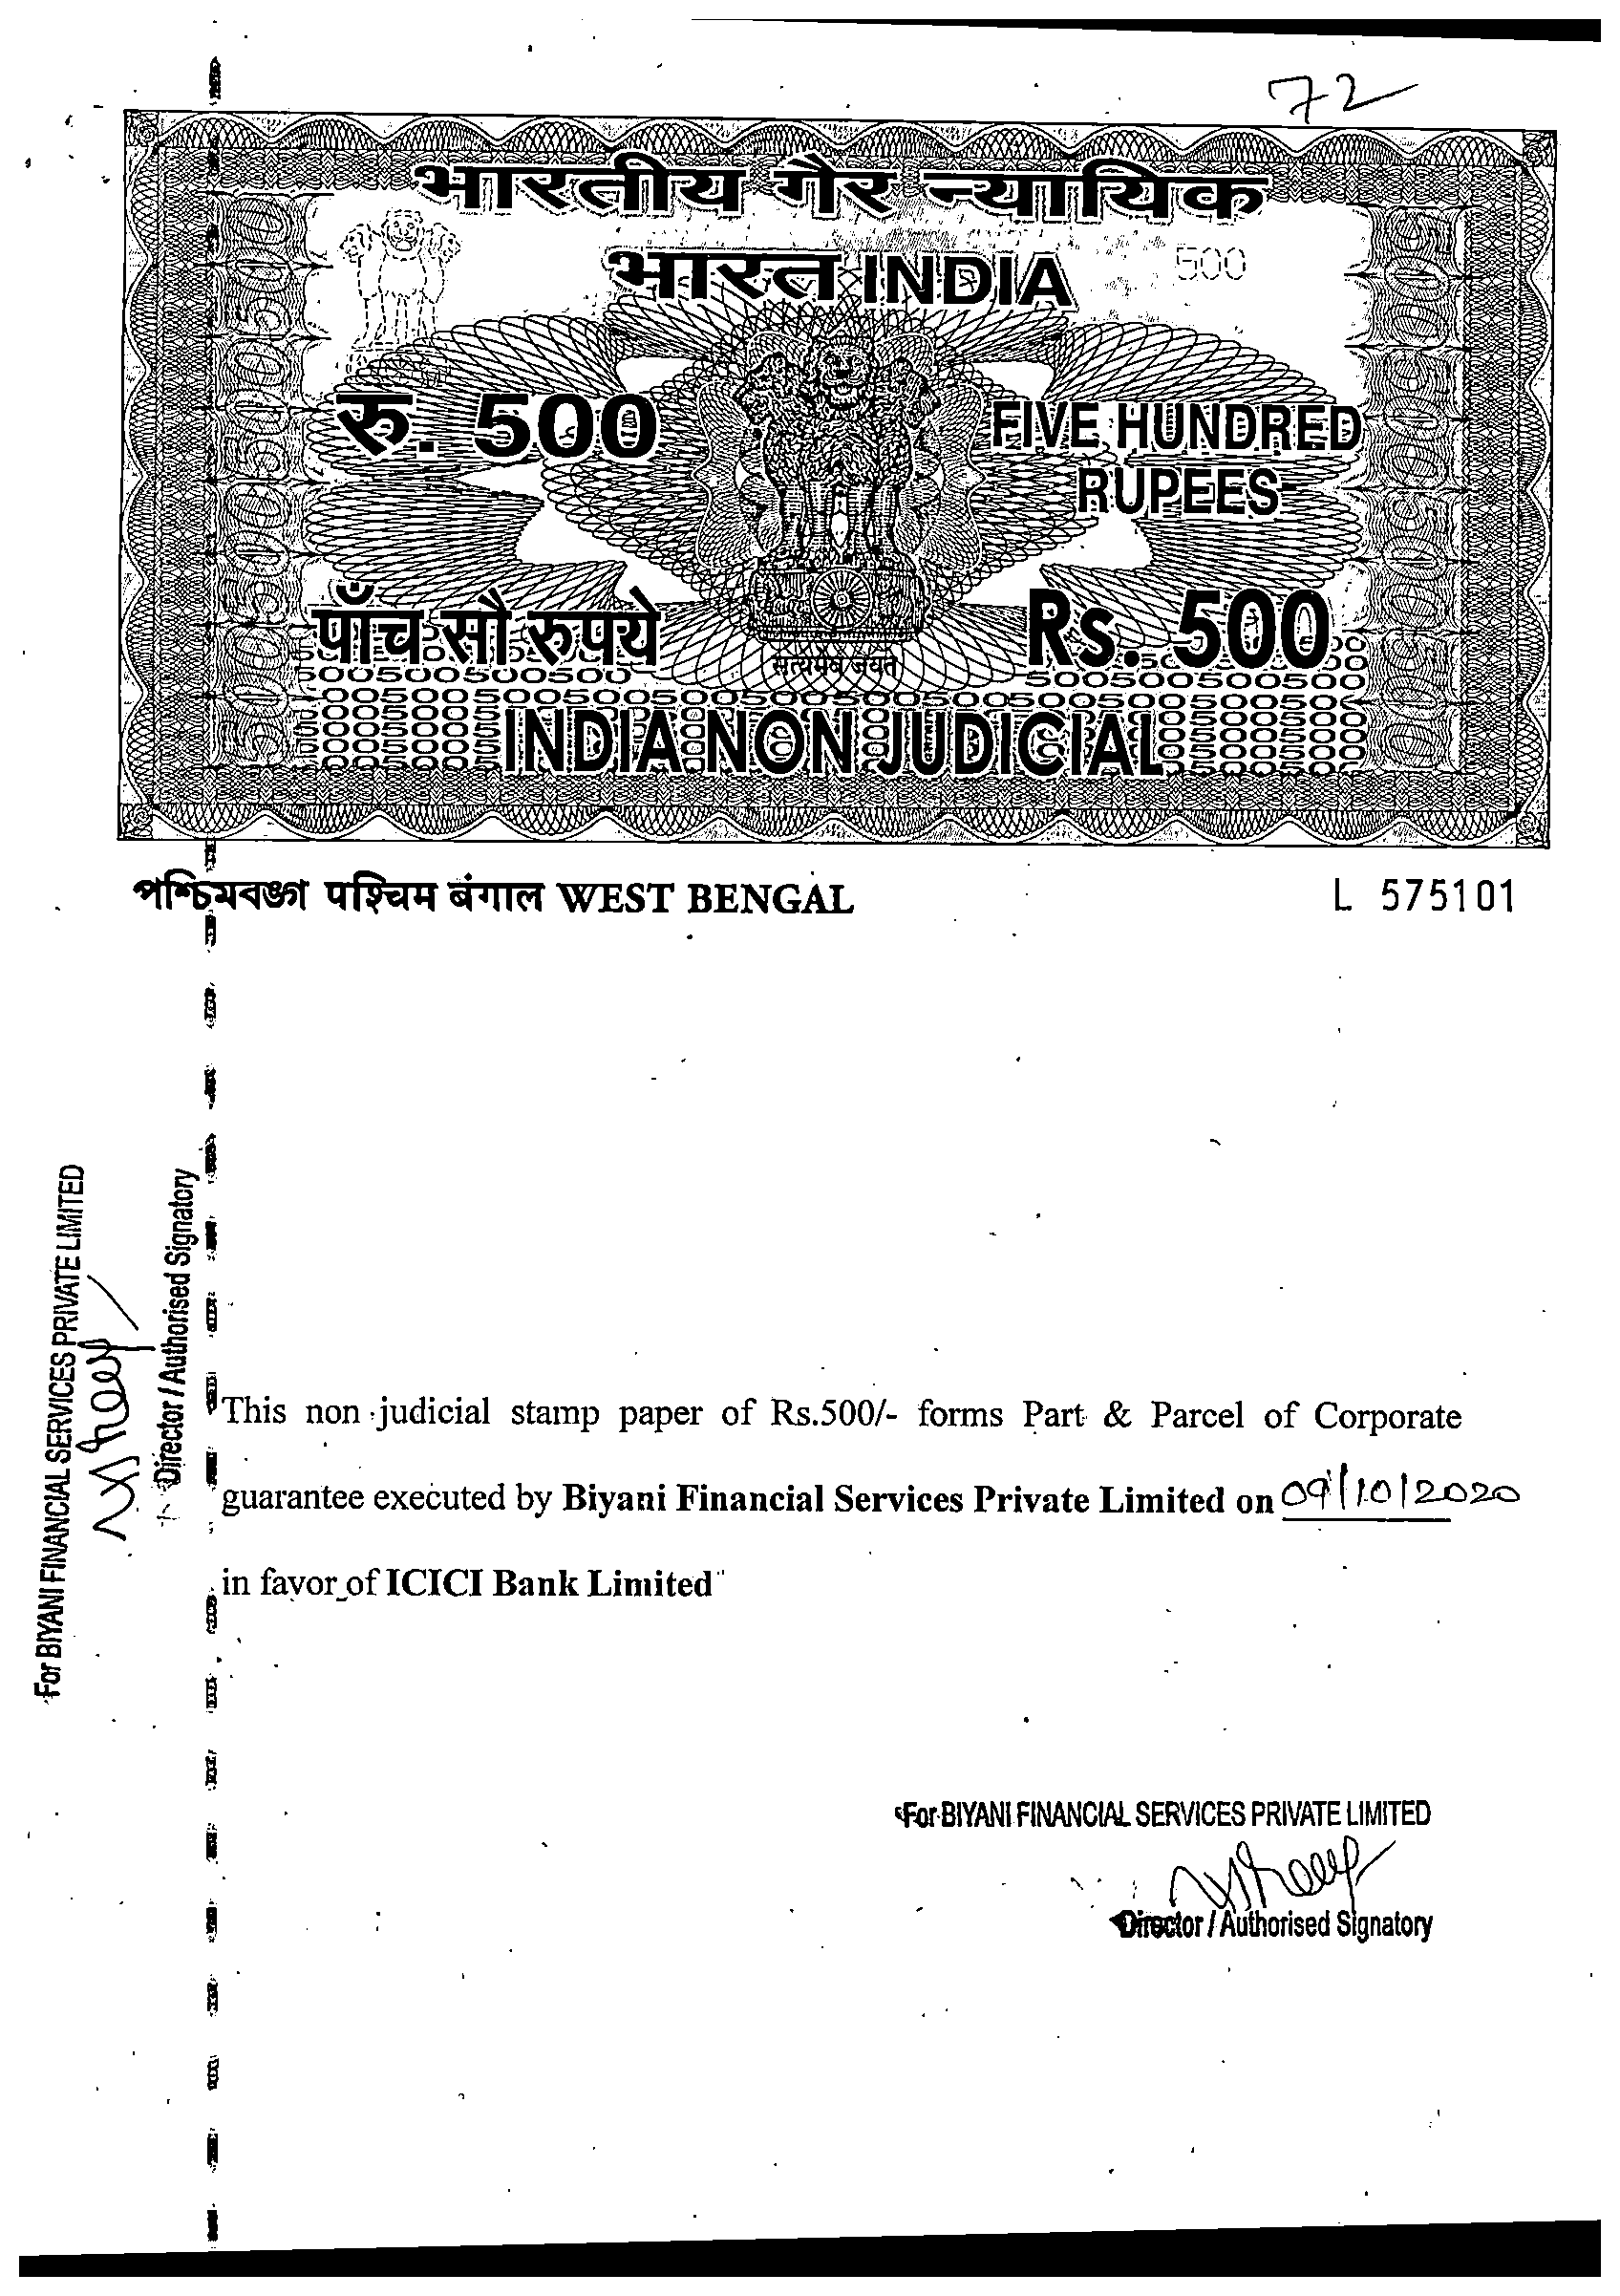 72
भारतीय गैर न्यायिक
भारत INDIA
500
रु. 500
FIVE HUNDRED
RUPEES
पाँच सौ रुपये
Rs. 500
सत्यमेव जयते
INDIA NON JUDICIAL
পশ্চিমবঙ্গ पश्चिम बंगाल WEST BENGAL
L 575101
For BIYANI FINANCIAL SERVICES PRIVATE LIMITED
Director / Authorised Signatory
This non judicial stamp paper of Rs.500/- forms Part & Parcel of Corporate
guarantee executed by Biyani Financial Services Private Limited on 09/10/2020
in favor of ICICI Bank Limited
For BIYANI FINANCIAL SERVICES PRIVATE LIMITED
Director / Authorised Signatory